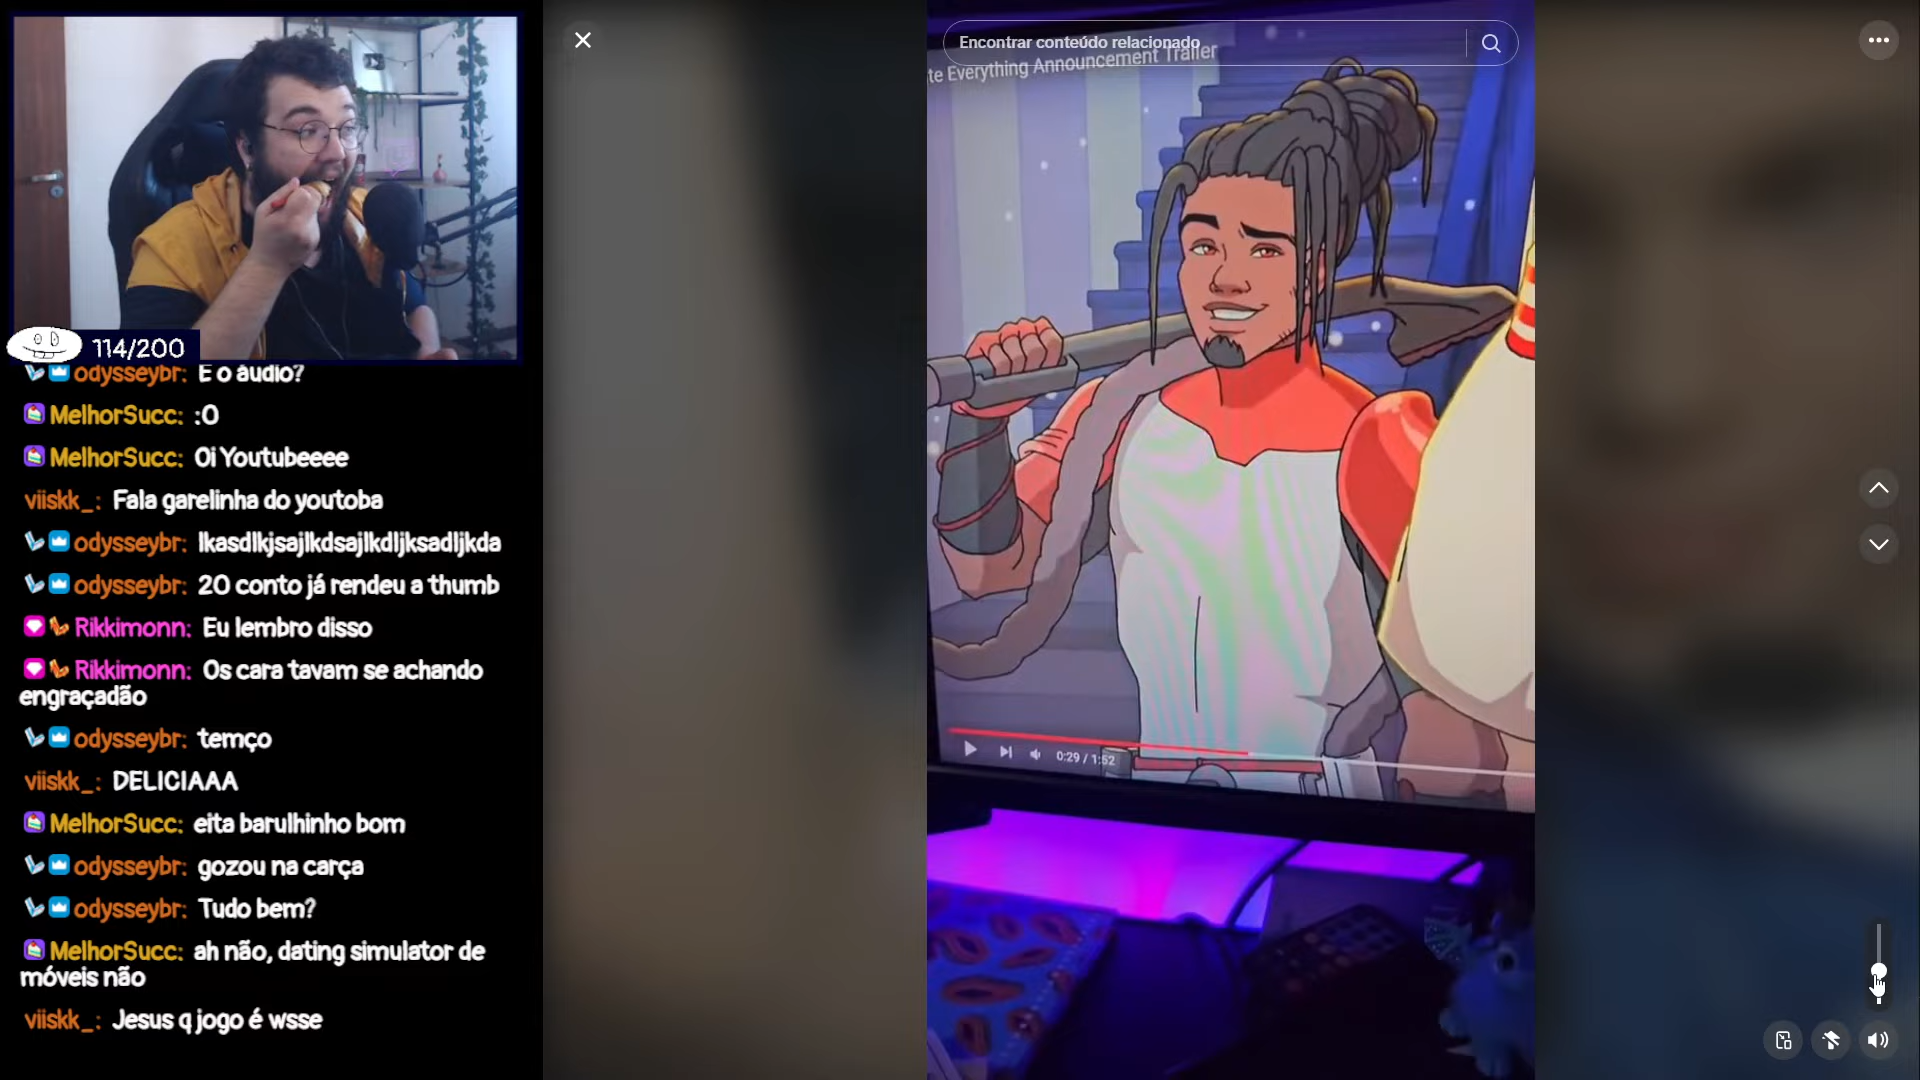 114/200
odysseybr: E o áudio?
MelhorSucc: :O
MelhorSucc: Oi Youtubeeee
viiskk_: Fala garelinha do youtoba
odysseybr: lkasdlkjsajlkdsajlkdljksadljkda
odysseybr: 20 conto já rendeu a thumb
Rikkimonn: Eu lembro disso
Rikkimonn: Os cara tavam se achando
engraçadão
odysseybr: temço
viiskk_: DELICIAAA
MelhorSucc: eita barulhinho bom
odysseybr: gozou na carça
odysseybr: Tudo bem?
MelhorSucc: ah não, dating simulator de
móveis não
viiskk_: Jesus q jogo é wsse
Encontrar conteúdo relacionado
te Everything Announcement Trailer
0:29 / 1:52